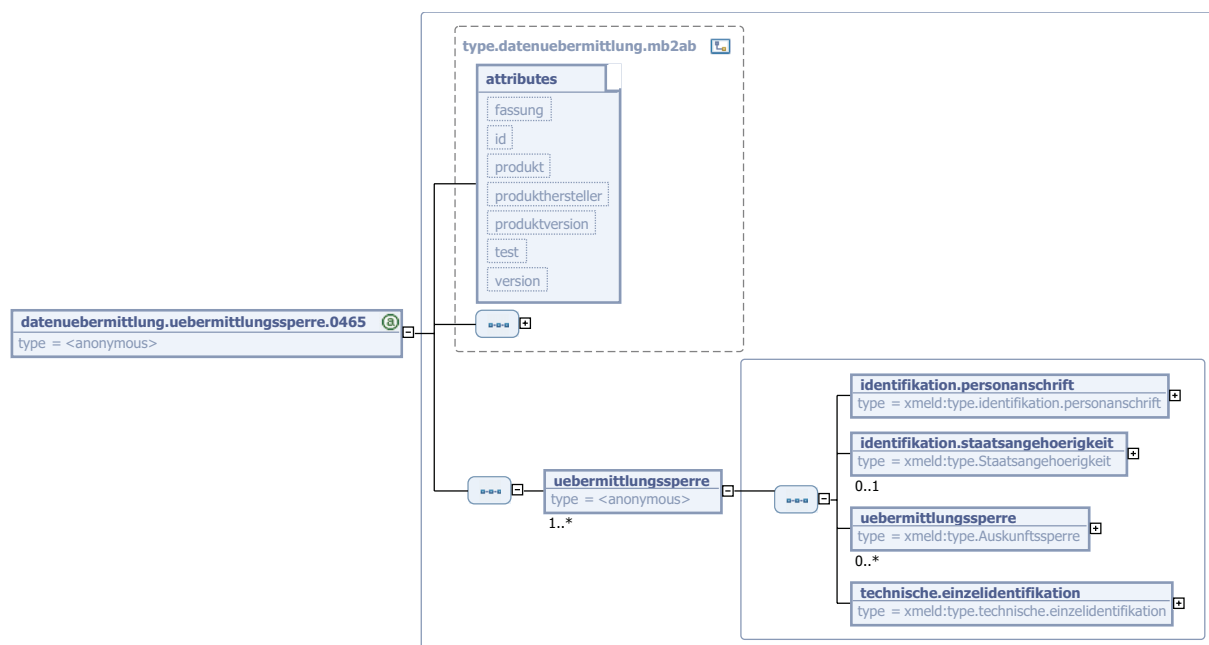 type.datenuebermittlung.mb2ab
attributes
fassung
id
produkt
produkthersteller
produktversion
test
version
datenuebermittlung.uebermittlungssperre.0465
type = <anonymous>
identifikation.personanschrift
type = xmeld:type.identifikation.personanschrift
identifikation.staatsangehoerigkeit
type = xmeld:type.Staatsangehoerigkeit
0..1
uebermittlungssperre
type = <anonymous>
1..*
uebermittlungssperre
type = xmeld:type.Auskunftssperre
0..*
technische.einzelidentifikation
type = xmeld:type.technische.einzelidentifikation